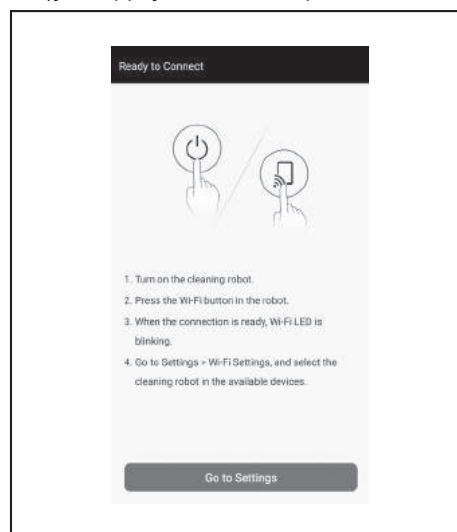 Ready to Connect
1. Turn on the cleaning robot.
2. Press the Wi-Fi button in the robot.
3. When the connection is ready, Wi-Fi LED is
blinking.
4. Go to Settings > Wi-Fi Settings, and select the
cleaning robot in the available devices.
Go to Settings